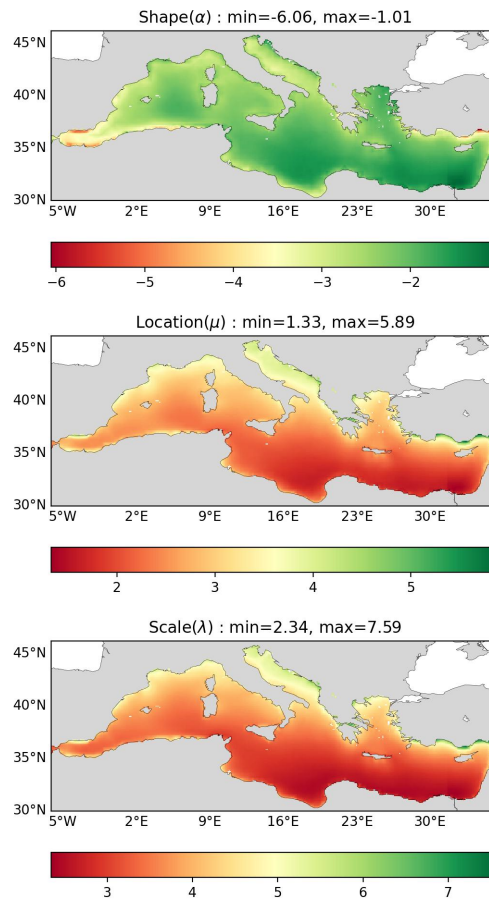 Shape(α) : min=-6.06, max=-1.01
45°N
40°N
35°N
30°N
5°W 2°E 9°E 16°E 23°E 30°E
−6 −5 −4 −3 −2
Location(μ) : min=1.33, max=5.89
45°N
40°N
35°N
30°N
5°W 2°E 9°E 16°E 23°E 30°E
2 3 4 5
Scale(λ) : min=2.34, max=7.59
45°N
40°N
35°N
30°N
5°W 2°E 9°E 16°E 23°E 30°E
3 4 5 6 7